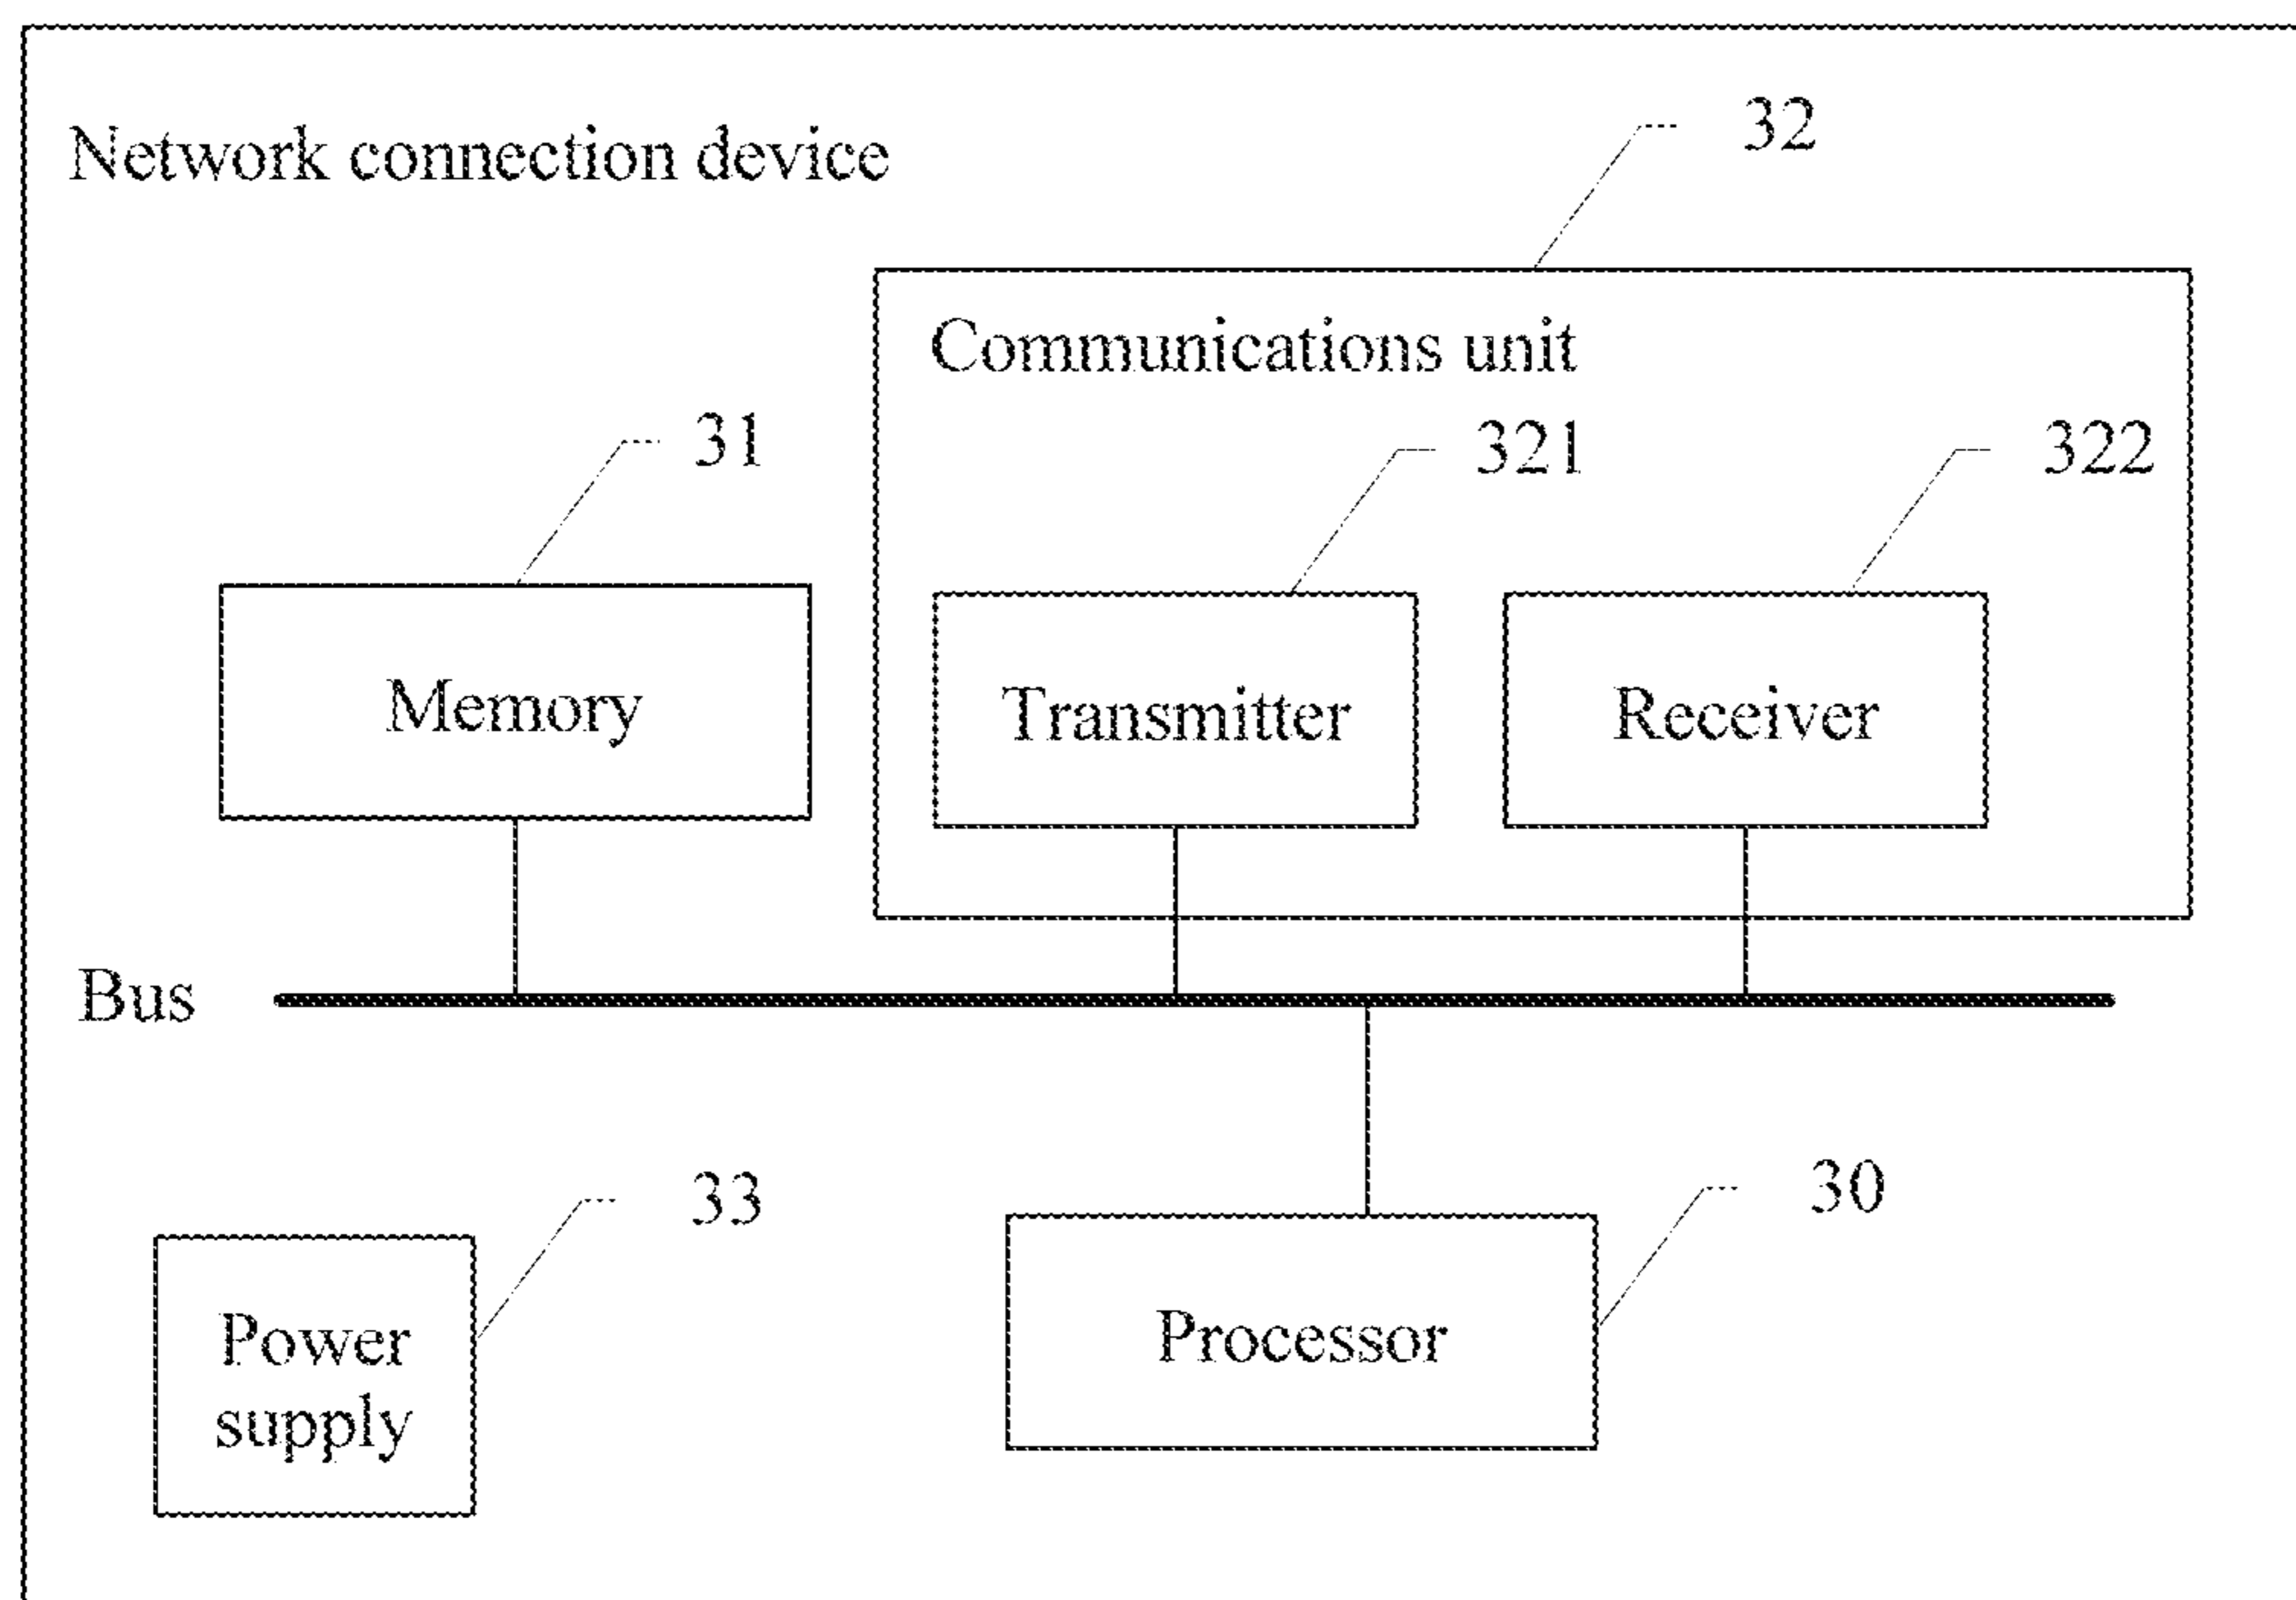 Network connection device
32
Communications unit
31
321
322
Memory
Transmitter
Receiver
Bus
33
30
Power
supply
Processor